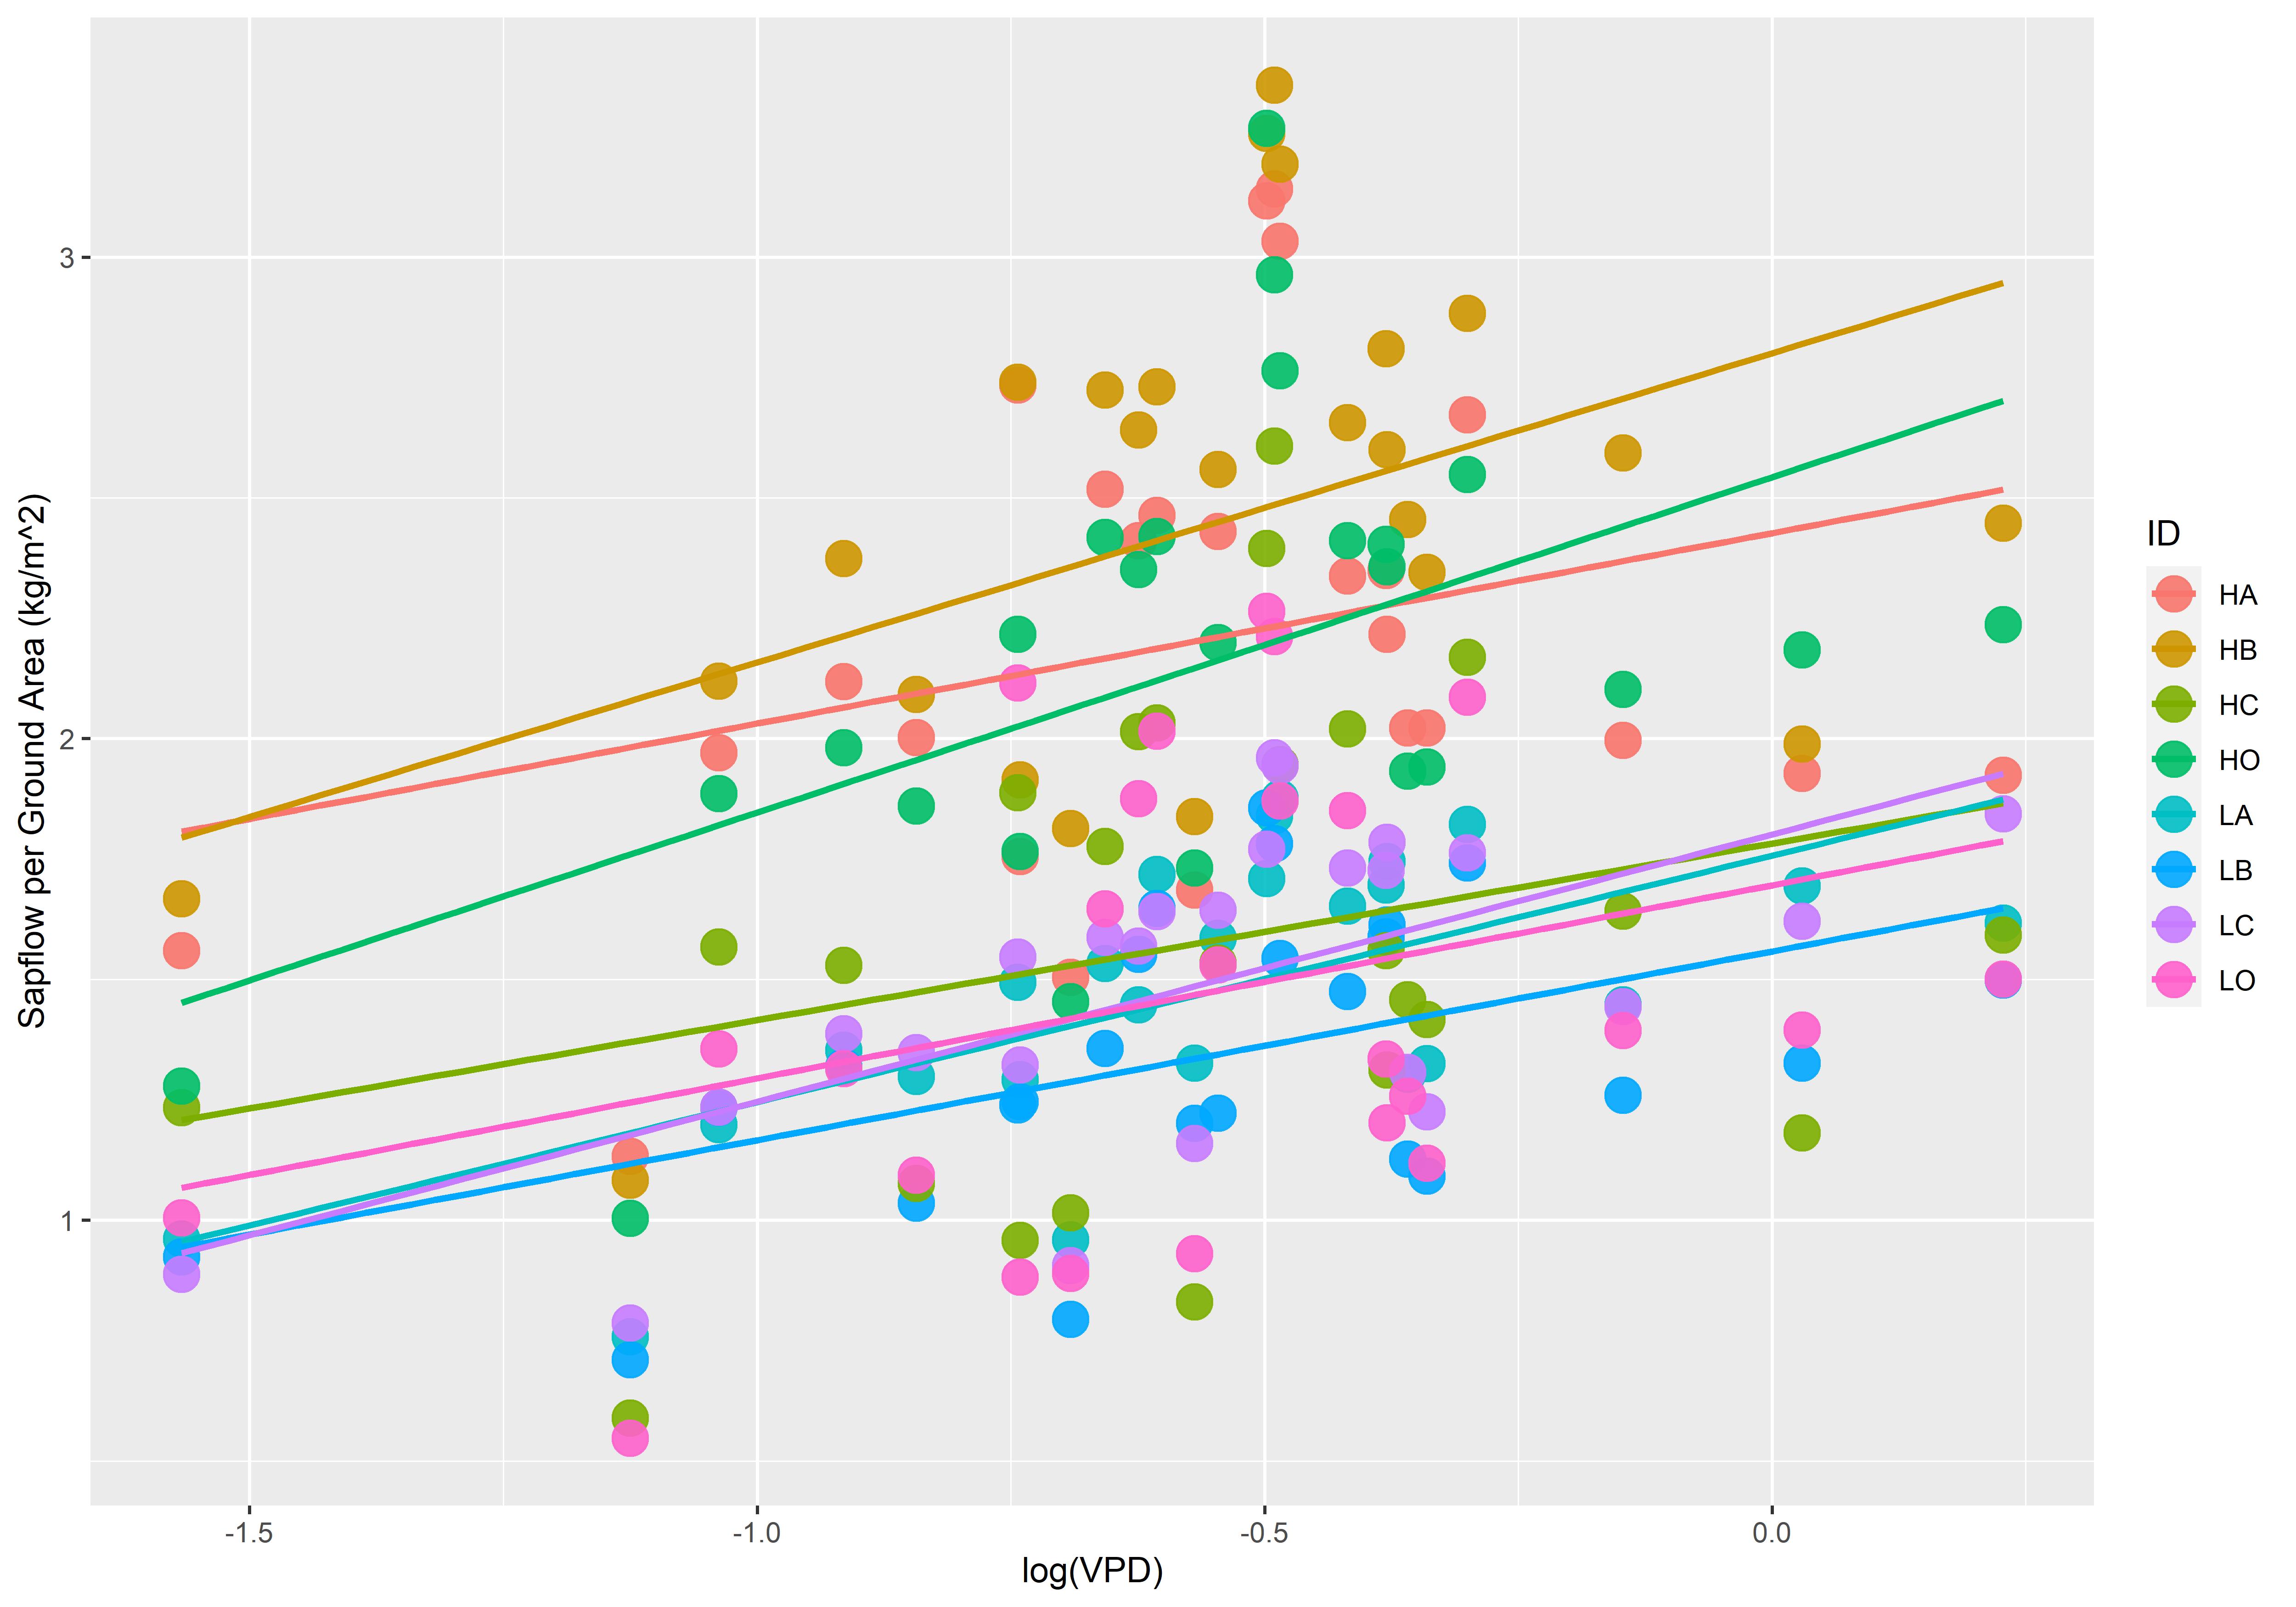 Sapflow per Ground Area (kg/m^2)
3
2
1
-1.5
-1.0
-0.5
0.0
log(VPD)
ID
HA
HB
HC
HO
LA
LB
LC
LO